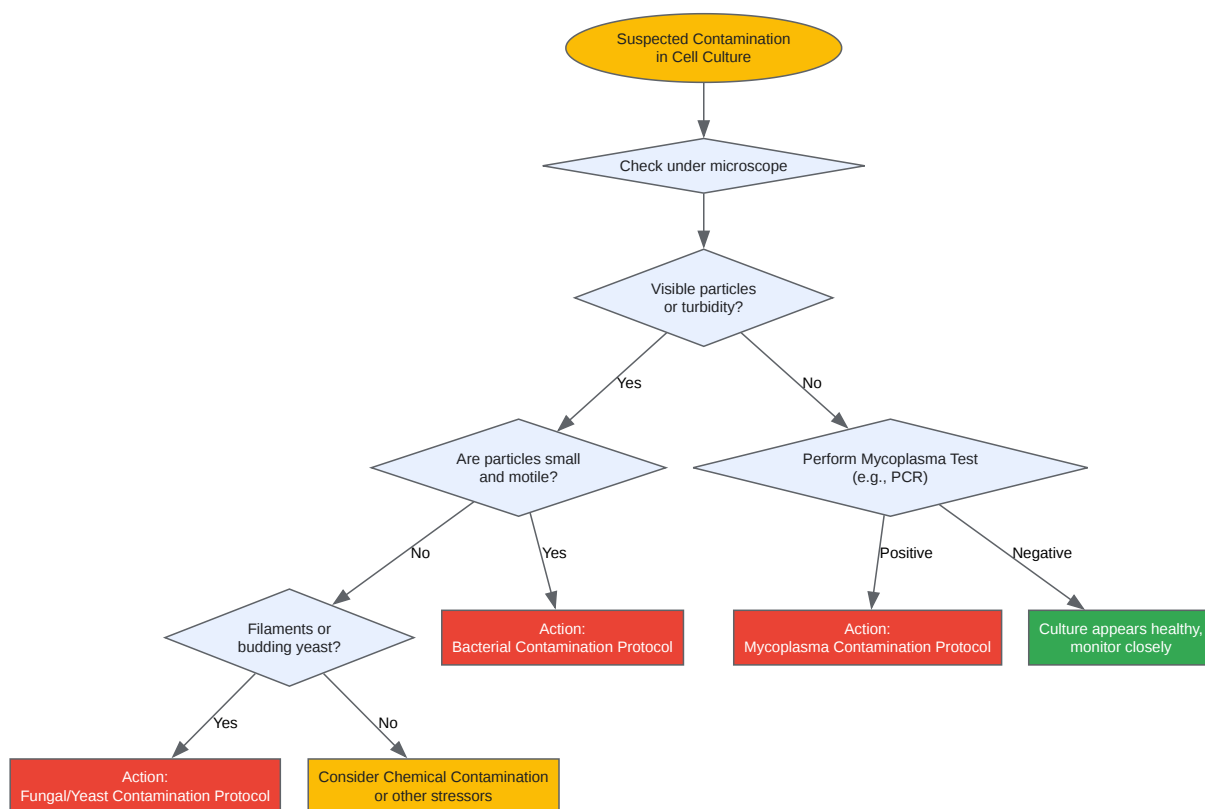 Suspected Contamination
in Cell Culture
Check under microscope
Visible particles
or turbidity?
Yes
No
Are particles small
and motile?
Perform Mycoplasma Test
(e.g., PCR)
No
Yes
Positive
Negative
Filaments or
budding yeast?
Action:
Bacterial Contamination Protocol
Action:
Mycoplasma Contamination Protocol
Culture appears healthy,
monitor closely
Yes
No
Action:
Fungal/Yeast Contamination Protocol
Consider Chemical Contamination
or other stressors